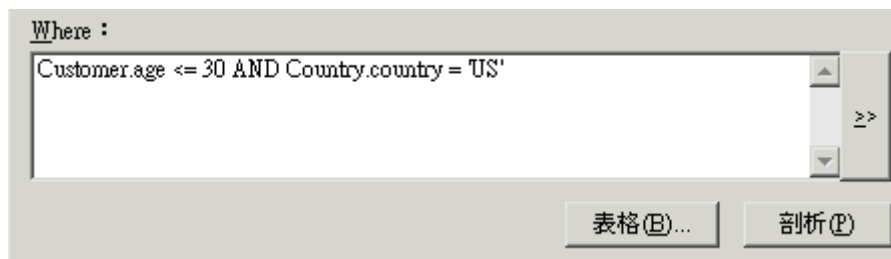 Where：
Customer.age <= 30 AND Country.country = 'US'
>>
表格(B)... 剖析(P)